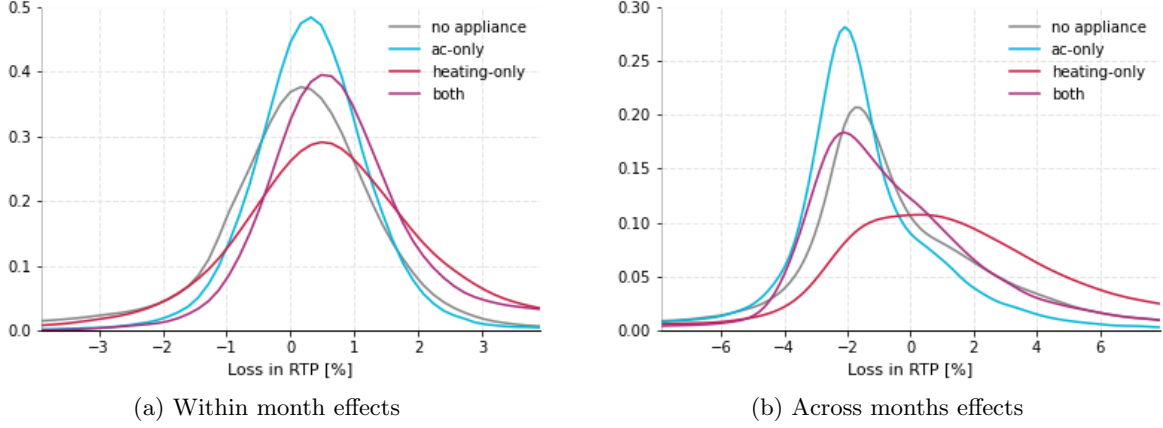 0.5
0.4
0.3
0.2
0.1
0.0
−3 −2 −1 0 1 2 3
Loss in RTP [%]
no appliance
ac-only
heating-only
both
(a) Within month effects
0.30
0.25
0.20
0.15
0.10
0.05
0.00
−6 −4 −2 0 2 4 6
Loss in RTP [%]
no appliance
ac-only
heating-only
both
(b) Across months effects